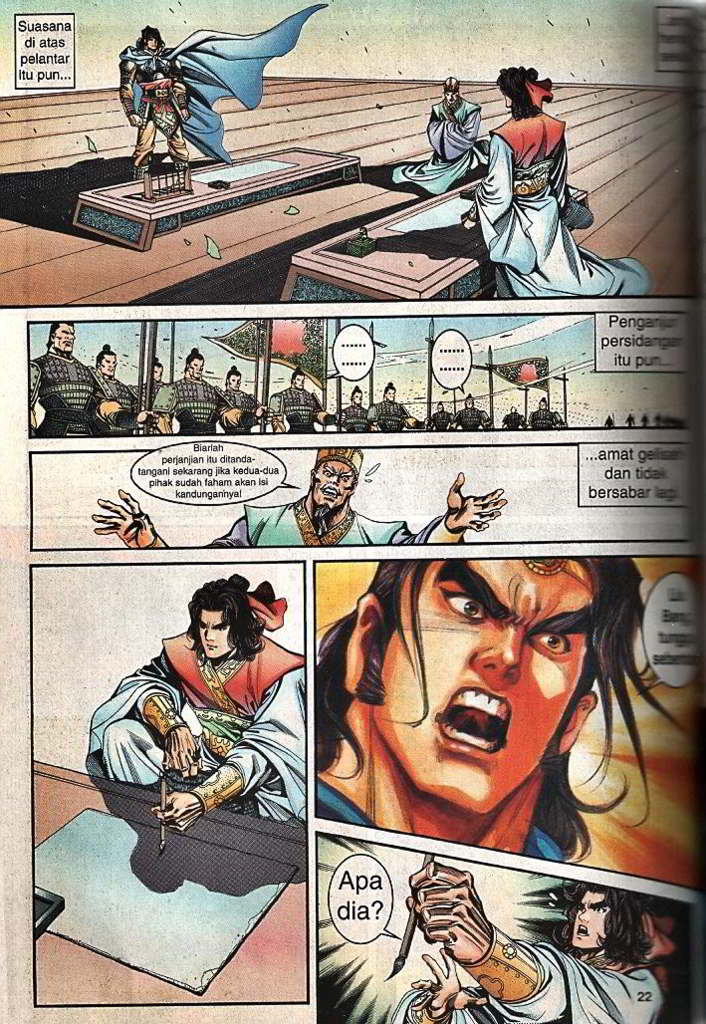 Suasana
di atas
pelantar
Itu pun...
Penganjur
persidangan
itu pun...
......
......
......
......
Biarlah
perjanjian itu ditanda-
tangani sekarang jika kedua-dua
pihak sudah faham akan isi
kandungannya!
...amat gelisah
dan tidak
bersabar lagi.
tunggu
Apa
dia?
22